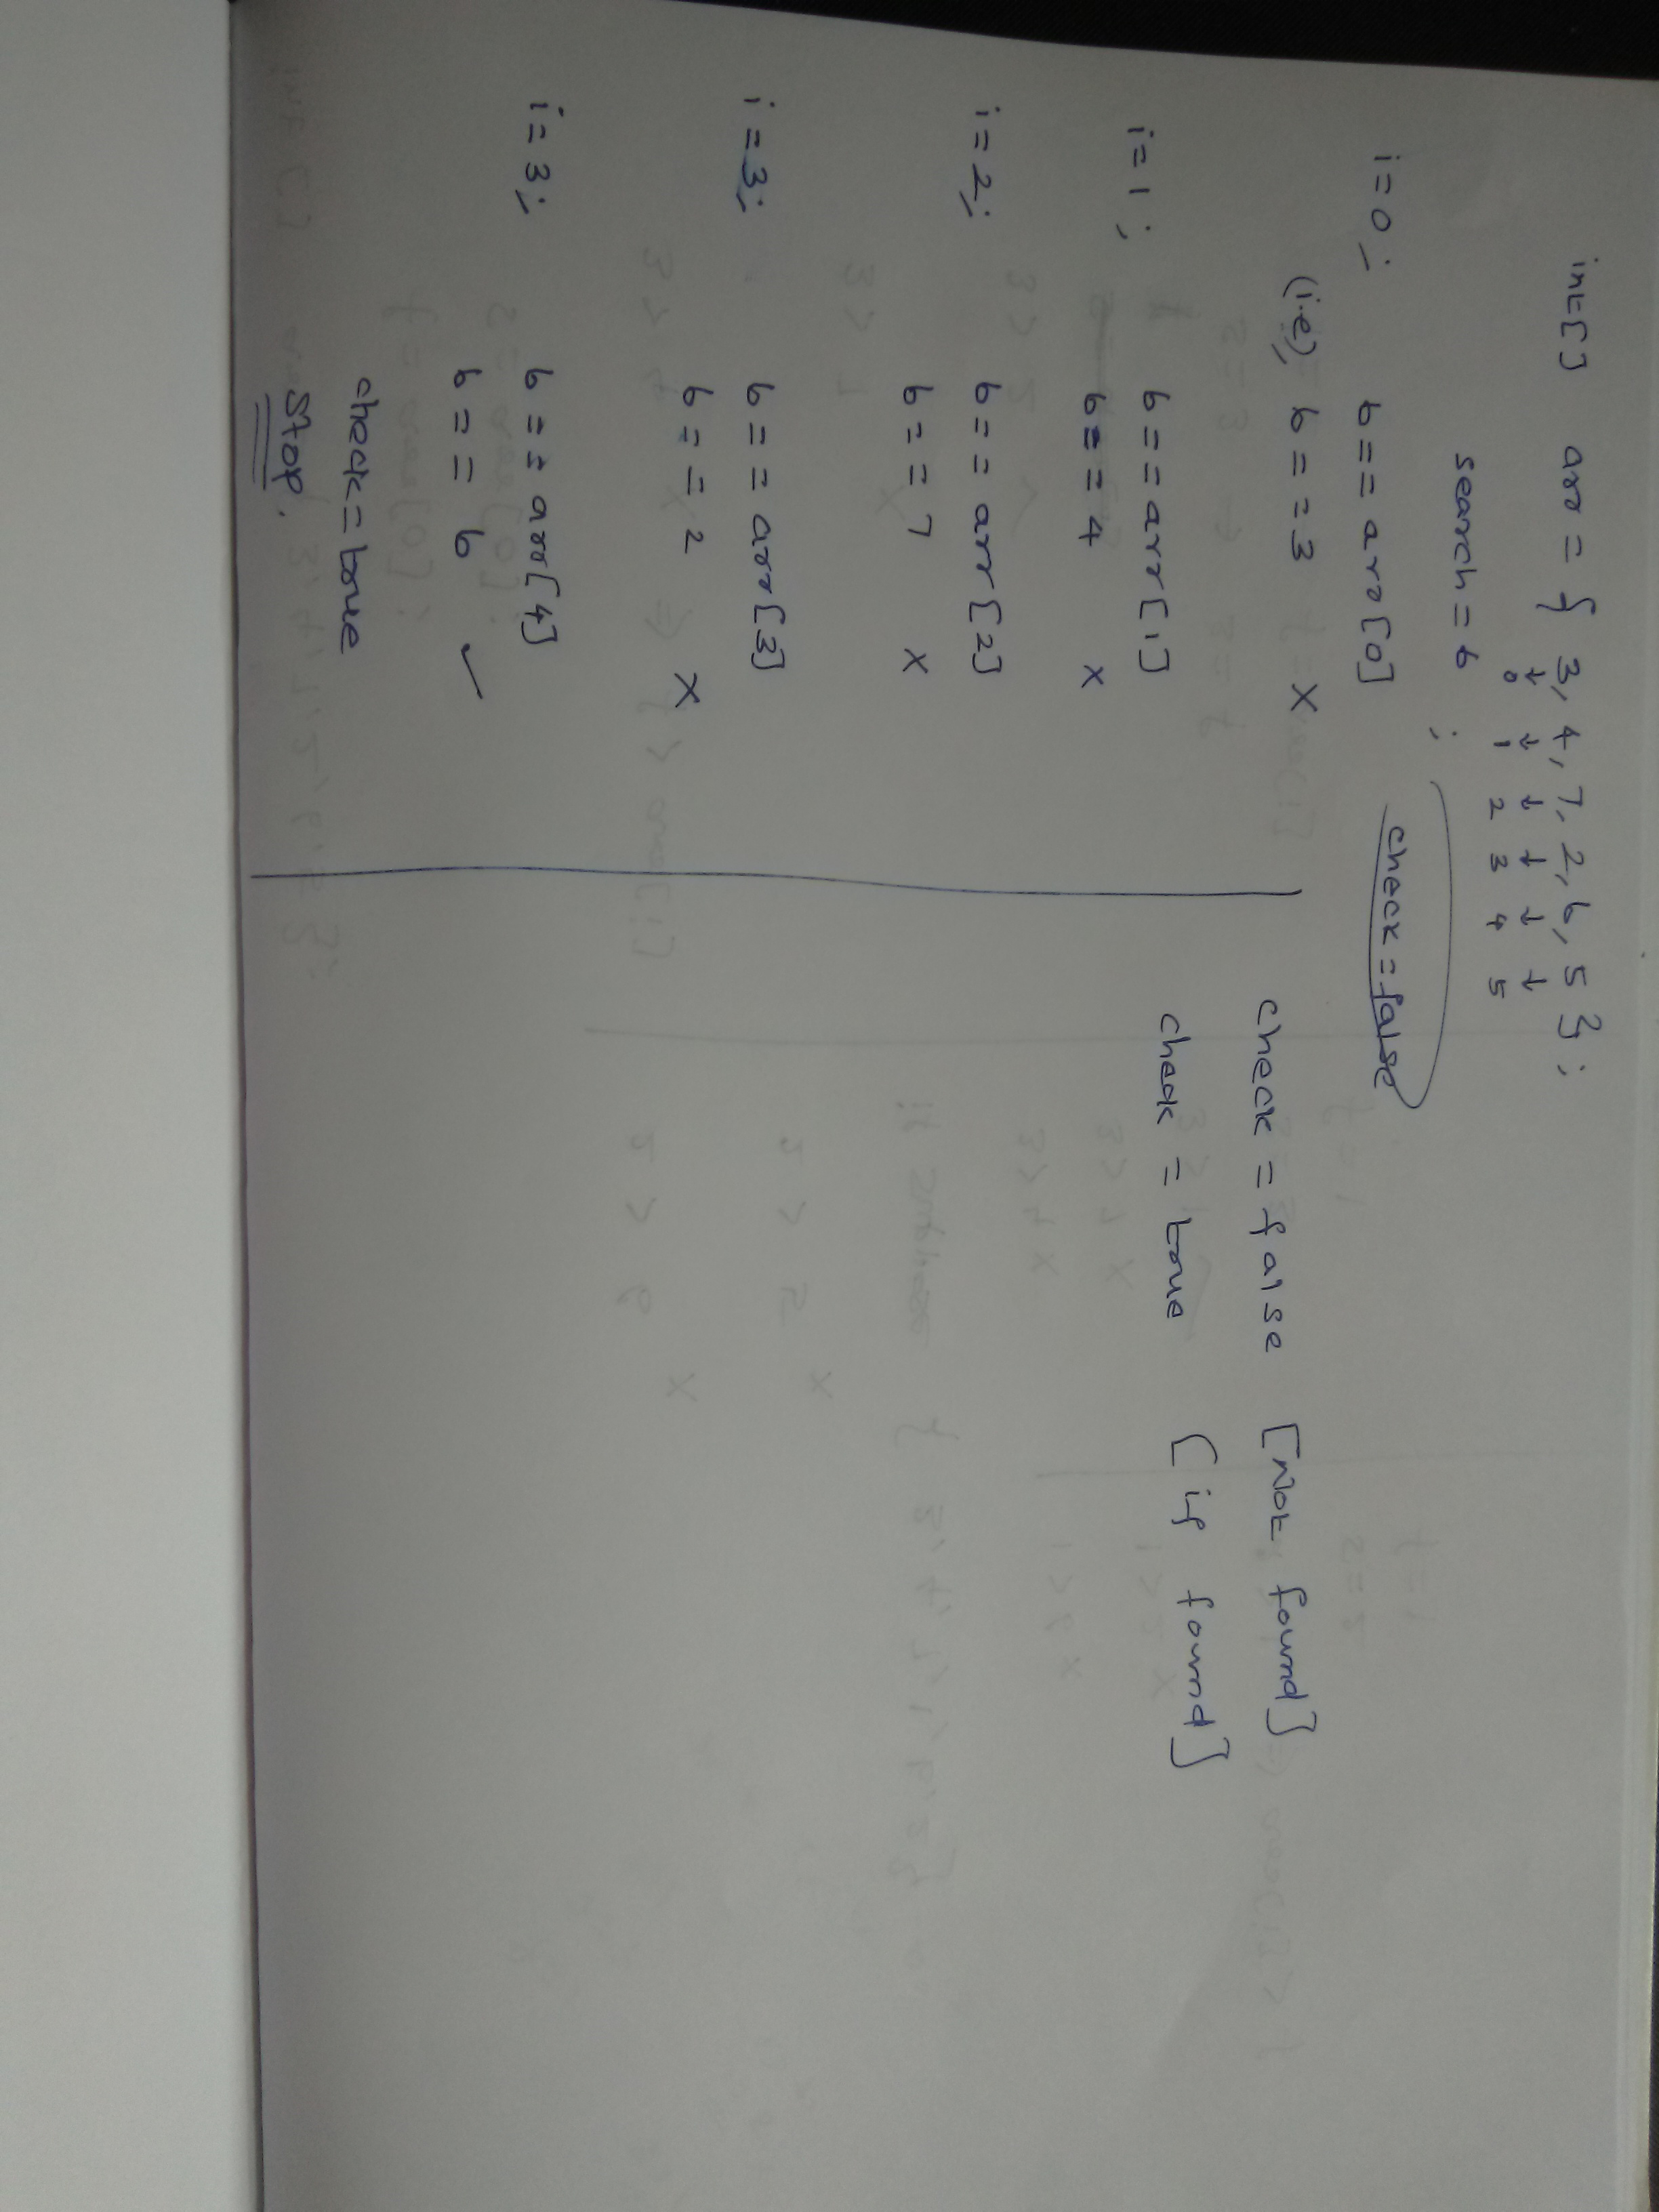 int[] arr = { 3, 4, 7, 2, 6, 5 };
↓ ↓ ↓ ↓ ↓ ↓
0 1 2 3 4 5
search = 6 ;
check = false
i = 0 ; 6 == arr[0]
(i.e), 6 == 3 X
i = 1 ; 6 == arr[1]
6 == 4 X
i = 2; 6 == arr[2]
6 == 7 X
i = 3; 6 == arr[3]
6 == 2 X
i = 3; 6 == arr[4]
6 == 6 ✓
check = true
Stop.
check = false [Not found]
check = true [if found]